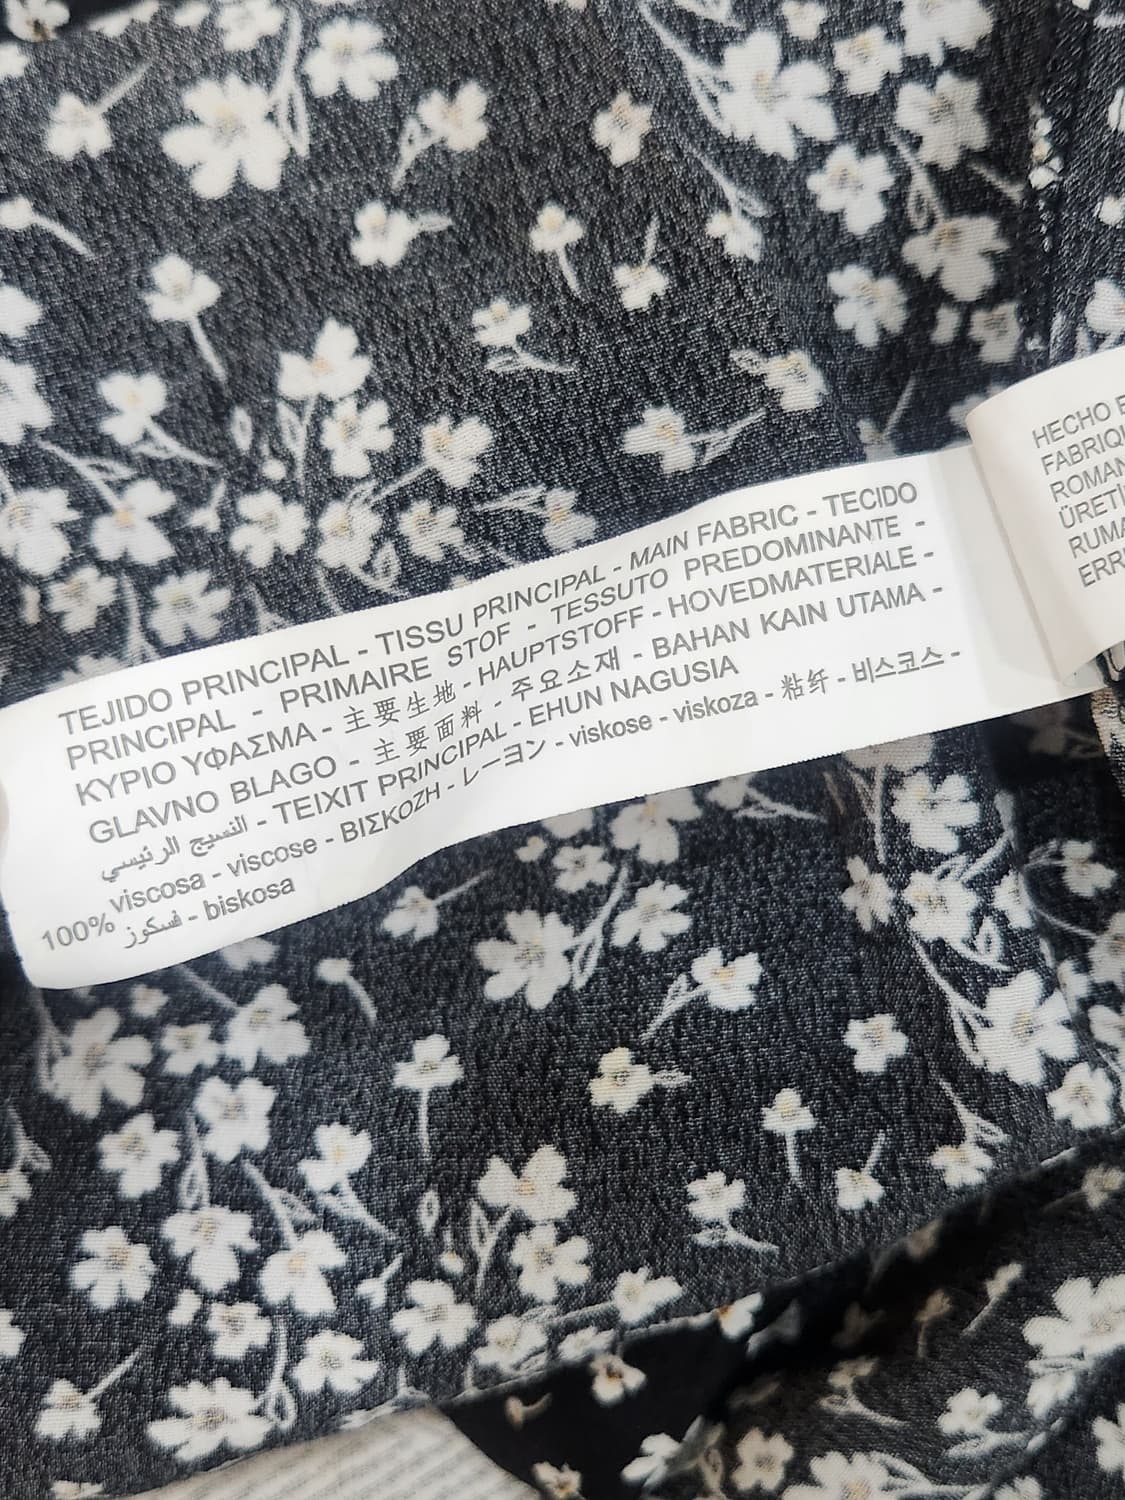 TEJIDO PRINCIPAL - TISSU PRINCIPAL - MAIN FABRIC - TECIDO
PRINCIPAL - PRIMAIRE STOF - TESSUTO PREDOMINANTE -
ΚΥΡΙΟ ΥΦΑΣΜΑ - 主要生地 - HAUPTSTOFF - HOVEDMATERIALE -
GLAVNO BLAGO - 主要面料 - 주요소재 - BAHAN KAIN UTAMA -
النسيج الرئيسي - TEIXIT PRINCIPAL - EHUN NAGUSIA
100% viscosa - viscose - ΒΙΣΚΟΖΗ - レーヨン - viskose - viskoza - 粘纤 - 비스코스 -
فسكوز - biskosa
HECHO E
FABRIQU
ROMAN
ÜRETİ
RUMA
ERR